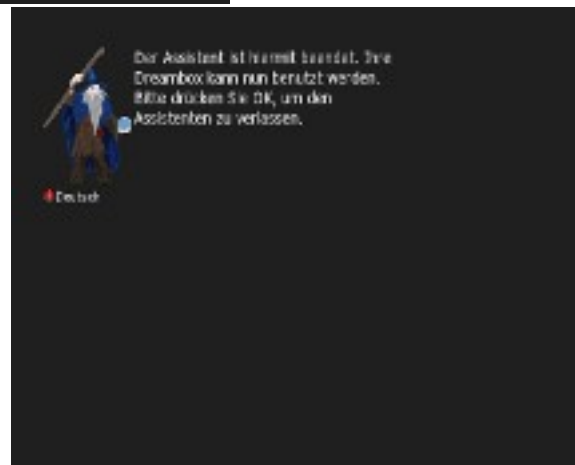 Der Assistent ist hiermit beendet. Ihre
Dreambox kann nun benutzt werden.
Bitte drücken Sie OK, um den
Assistenten zu verlassen.
Deutsch